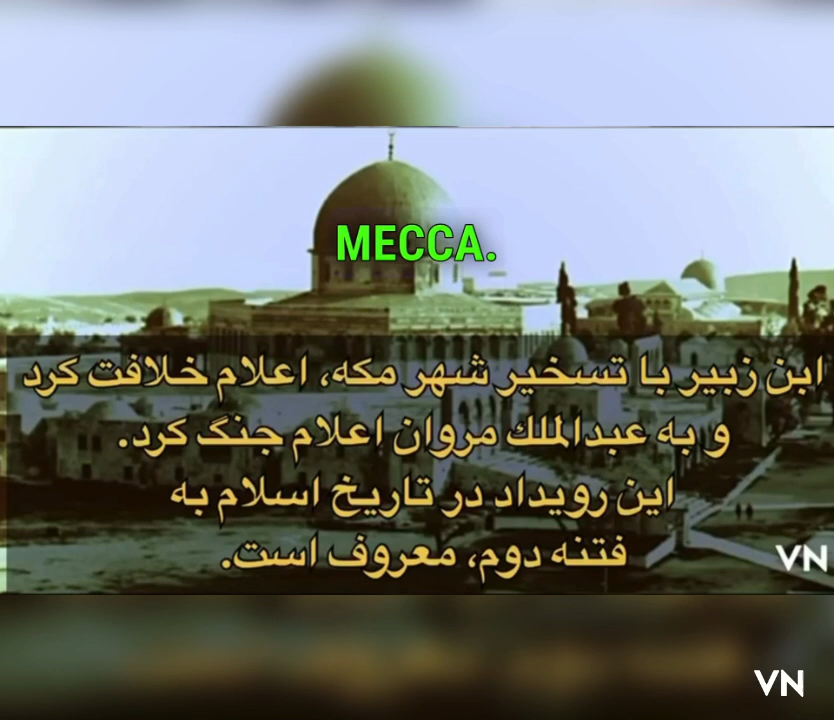 MECCA.
ابن زبیر با تسخیر شهر مکه، اعلام خلافت کرد
و به عبدالملك مروان اعلام جنگ کرد.
این رویداد در تاریخ اسلام به
فتنه دوم، معروف است.
VN
VN